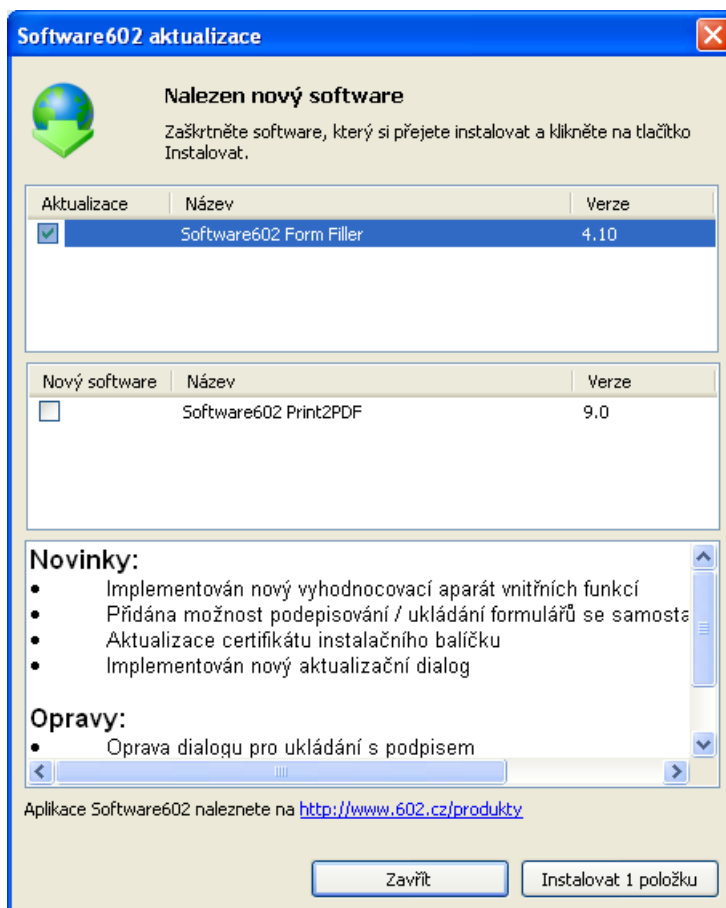 Software602 aktualizace
Nalezen nový software
Zaškrtněte software, který si přejete instalovat a klikněte na tlačítko
Instalovat.
Aktualizace Název Verze
Software602 Form Filler 4.10
Nový software Název Verze
Software602 Print2PDF 9.0
Novinky:
• Implementován nový vyhodnocovací aparát vnitřních funkcí
• Přidána možnost podepisování / ukládání formulářů se samosta
• Aktualizace certifikátu instalačního balíčku
• Implementován nový aktualizační dialog
Opravy:
• Oprava dialogu pro ukládání s podpisem
Aplikace Software602 naleznete na http://www.602.cz/produkty
Zavřít Instalovat 1 položku